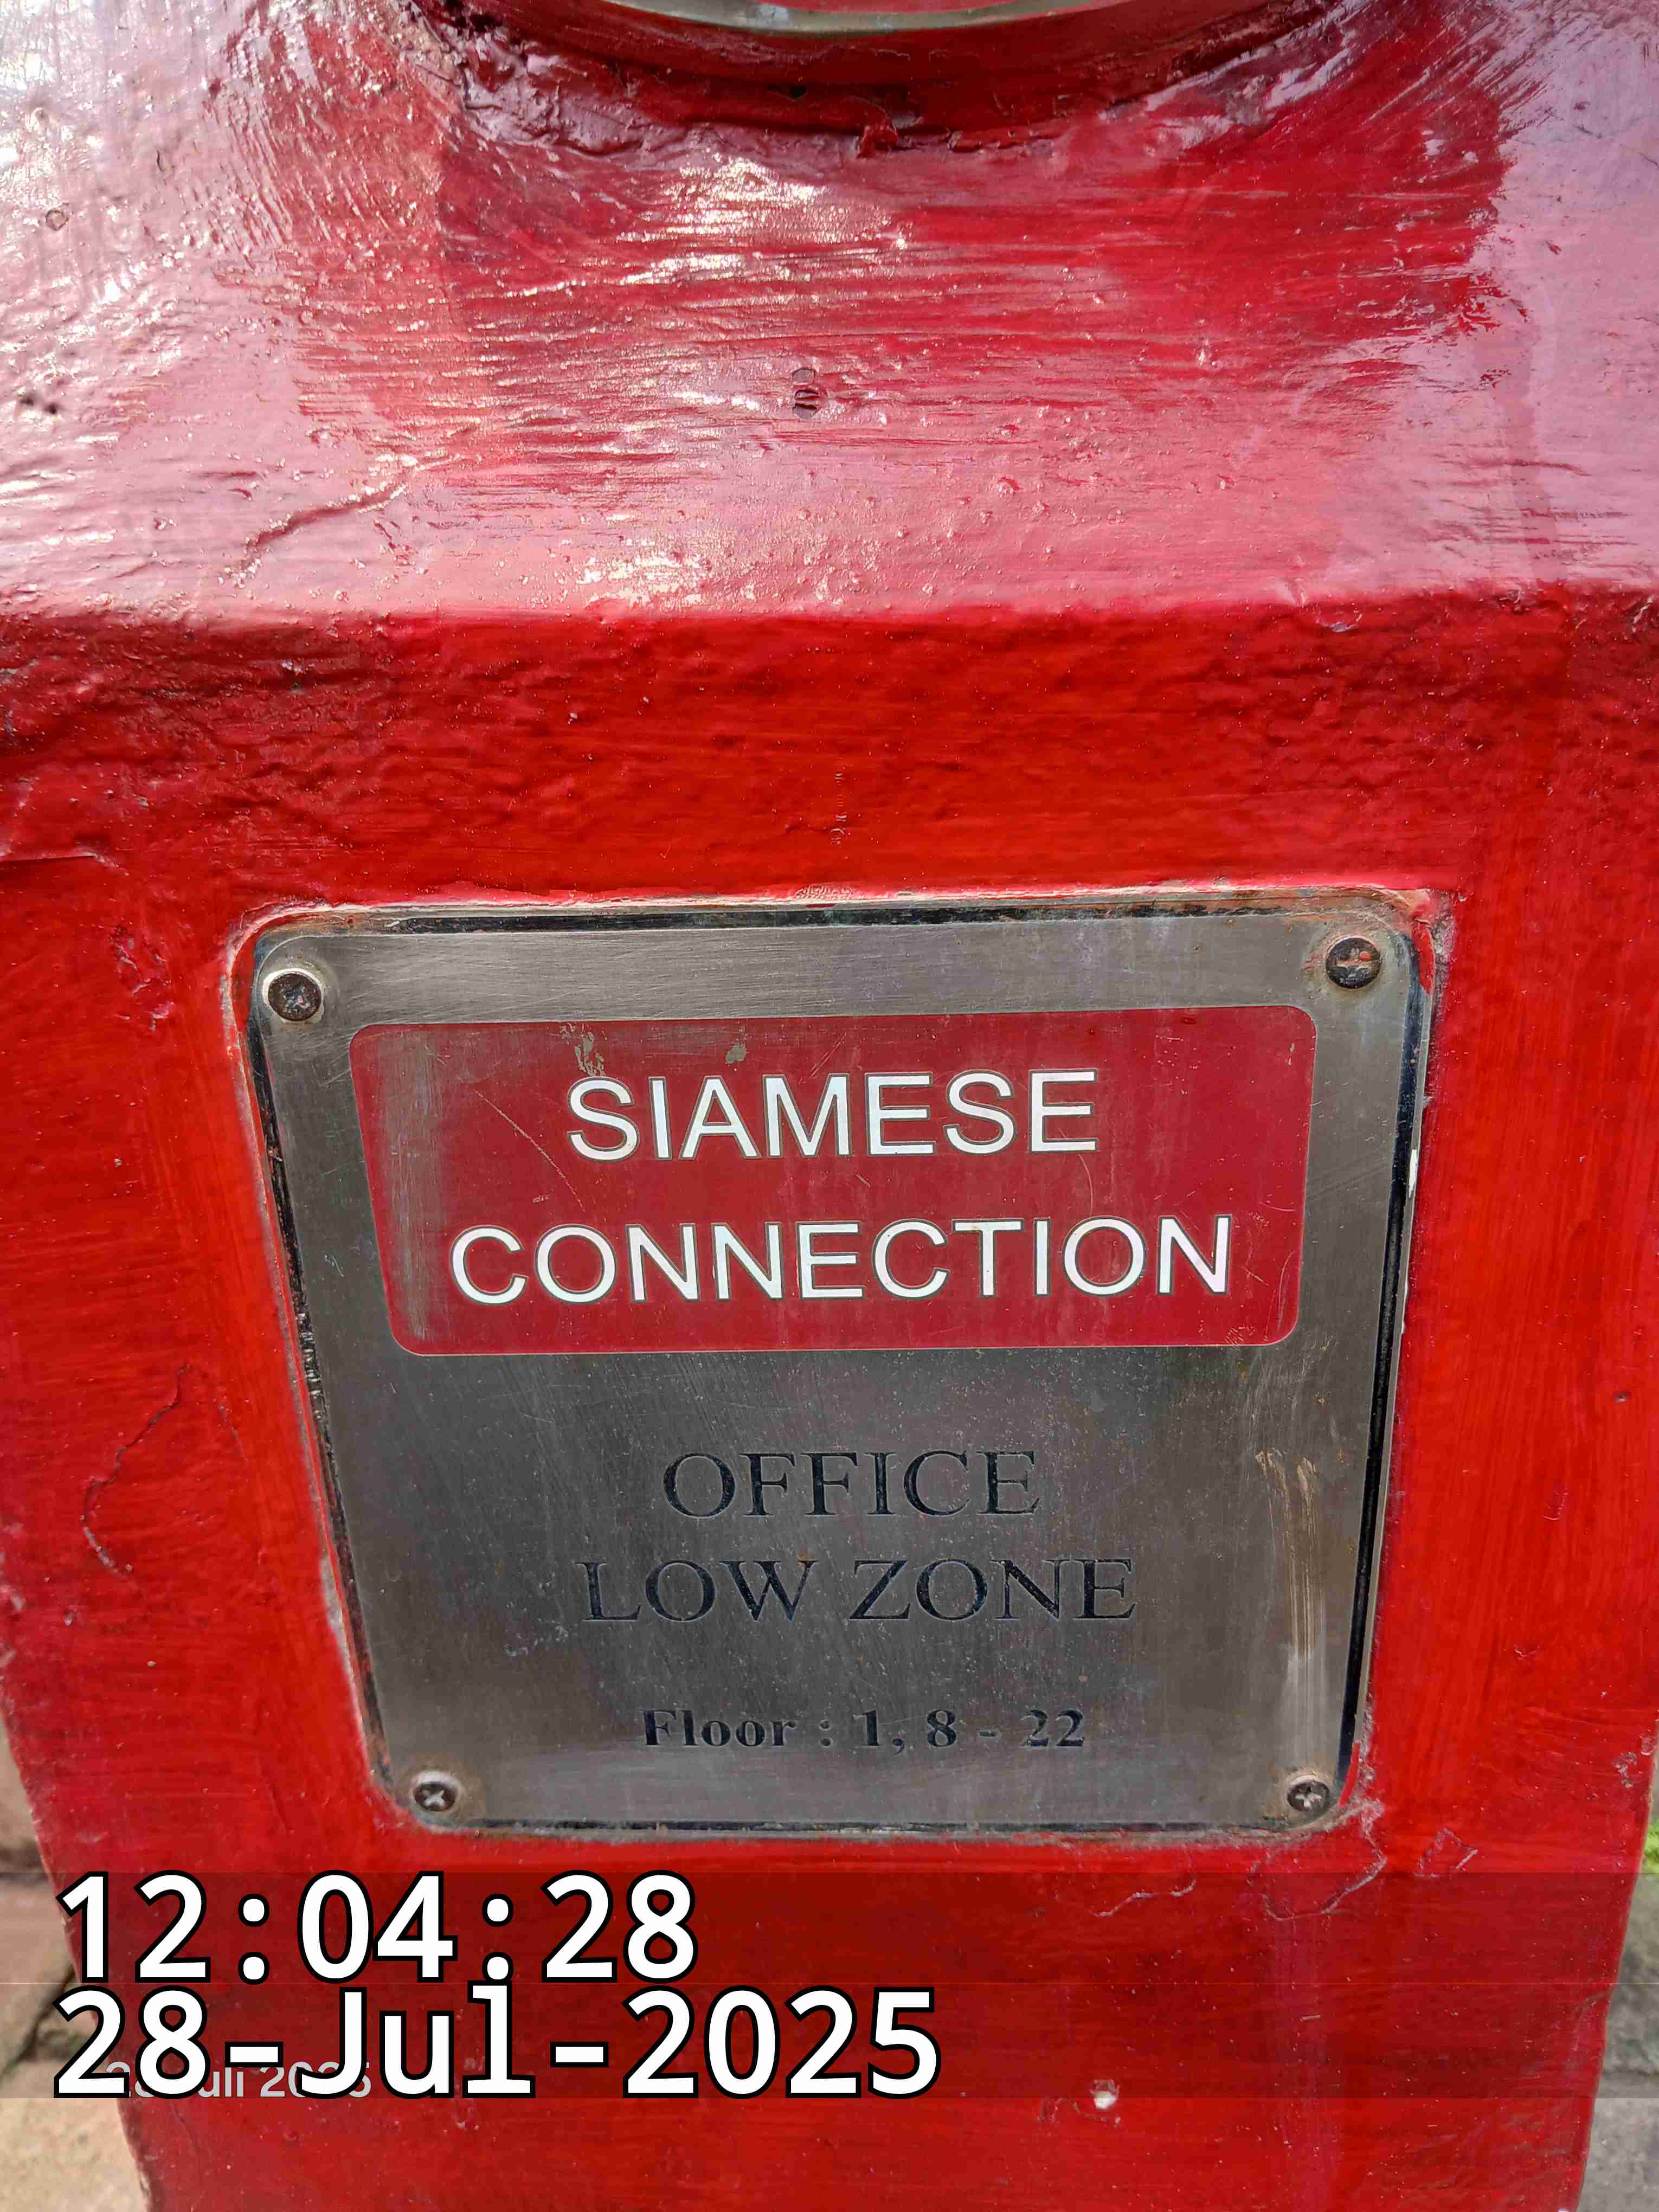 SIAMESE
CONNECTION
OFFICE
LOW ZONE
Floor : 1, 8 - 22
12:04:28
28-Jul-2025